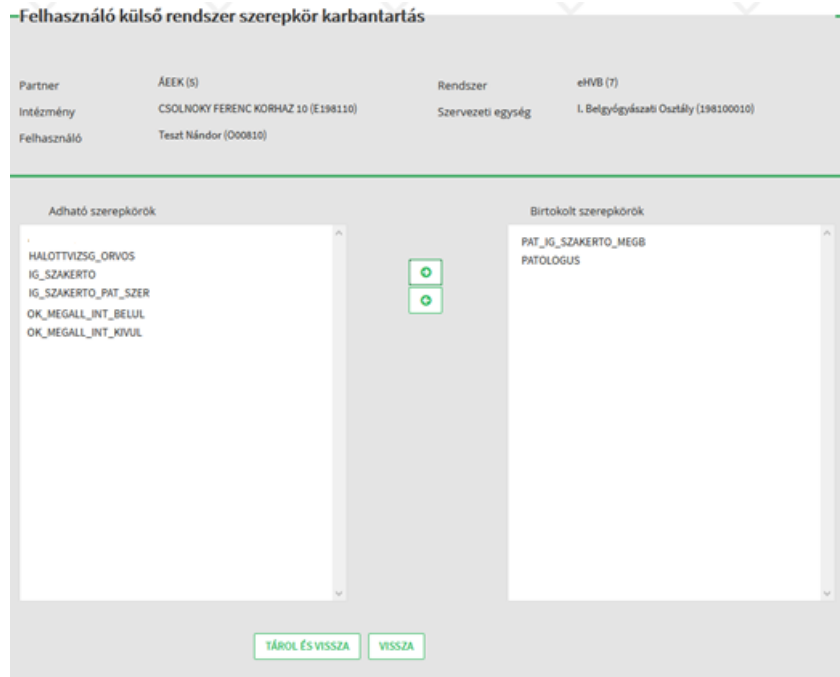 Felhasználó külső rendszer szerepkör karbantartás
Partner ÁEEK (5) Rendszer eHVB (7)
Intézmény CSOLNOKY FERENC KORHAZ 10 (E198110) Szervezeti egység I. Belgyógyászati Osztály (198100010)
Felhasználó Teszt Nándor (O00810)
Adható szerepkörök Birtokolt szerepkörök
HALOTTVIZSG_ORVOS
IG_SZAKERTO
IG_SZAKERTO_PAT_SZER
OK_MEGALL_INT_BELUL
OK_MEGALL_INT_KIVUL
PAT_IG_SZAKERTO_MEGB
PATOLOGUS
TÁROL ÉS VISSZA VISSZA